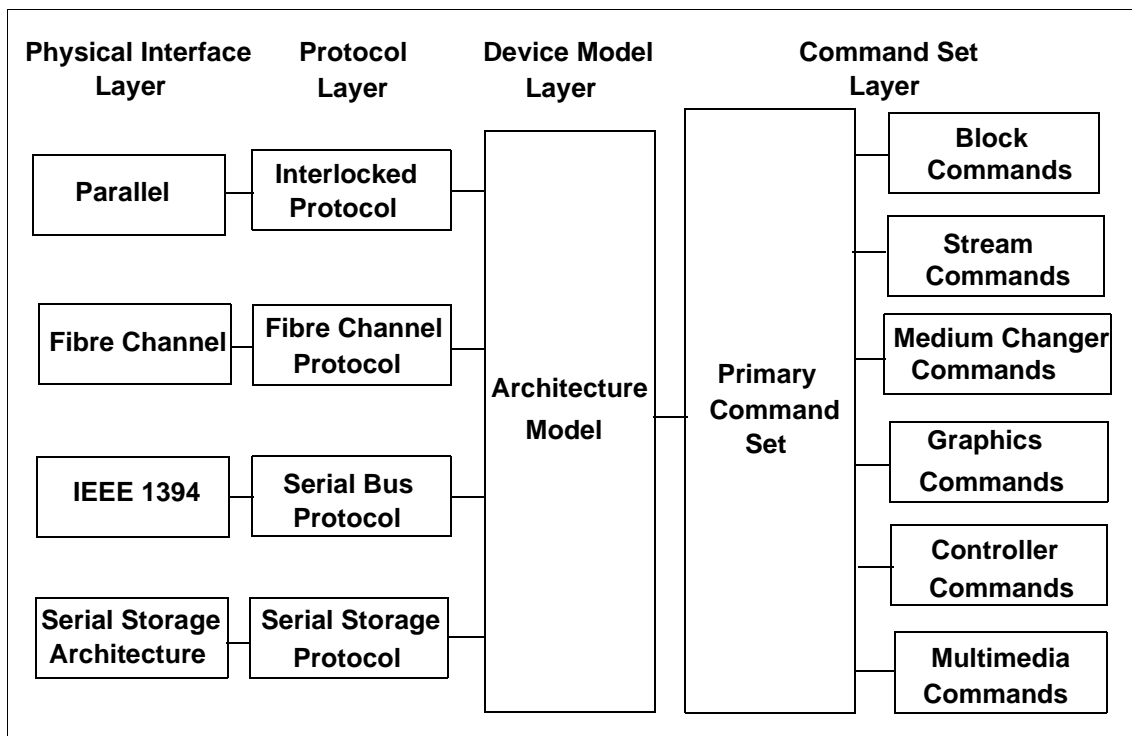 Physical Interface
Layer
Protocol
Layer
Device Model
Layer
Command Set
Layer
Parallel
Interlocked
Protocol
Fibre Channel
Fibre Channel
Protocol
IEEE 1394
Serial Bus
Protocol
Serial Storage
Architecture
Serial Storage
Protocol
Architecture
Model
Primary
Command
Set
Block
Commands
Stream
Commands
Medium Changer
Commands
Graphics
Commands
Controller
Commands
Multimedia
Commands